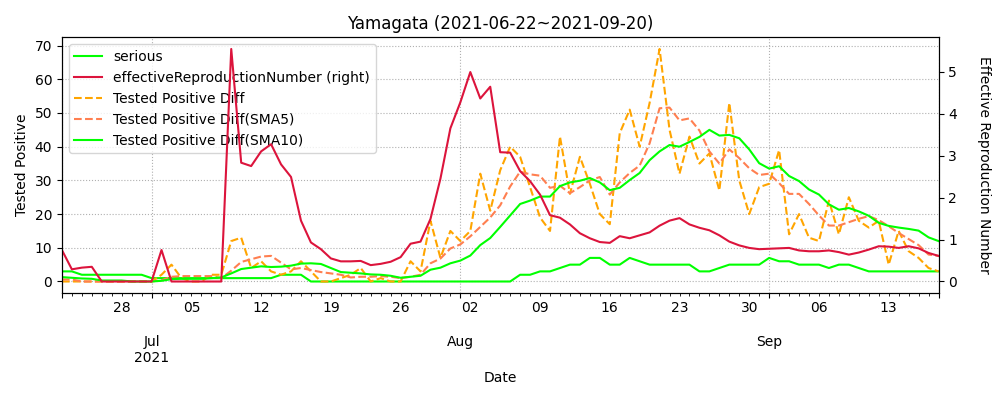 Yamagata (2021-06-22~2021-09-20)
serious
effectiveReproductionNumber (right)
Tested Positive Diff
Tested Positive Diff(SMA5)
Tested Positive Diff(SMA10)
Tested Positive
70
60
50
40
30
20
10
0
Effective Reproduction Number
5
4
3
2
1
0
28 05 12 19 26 02 09 16 23 30 06 13
Jul Aug Sep
2021
Date